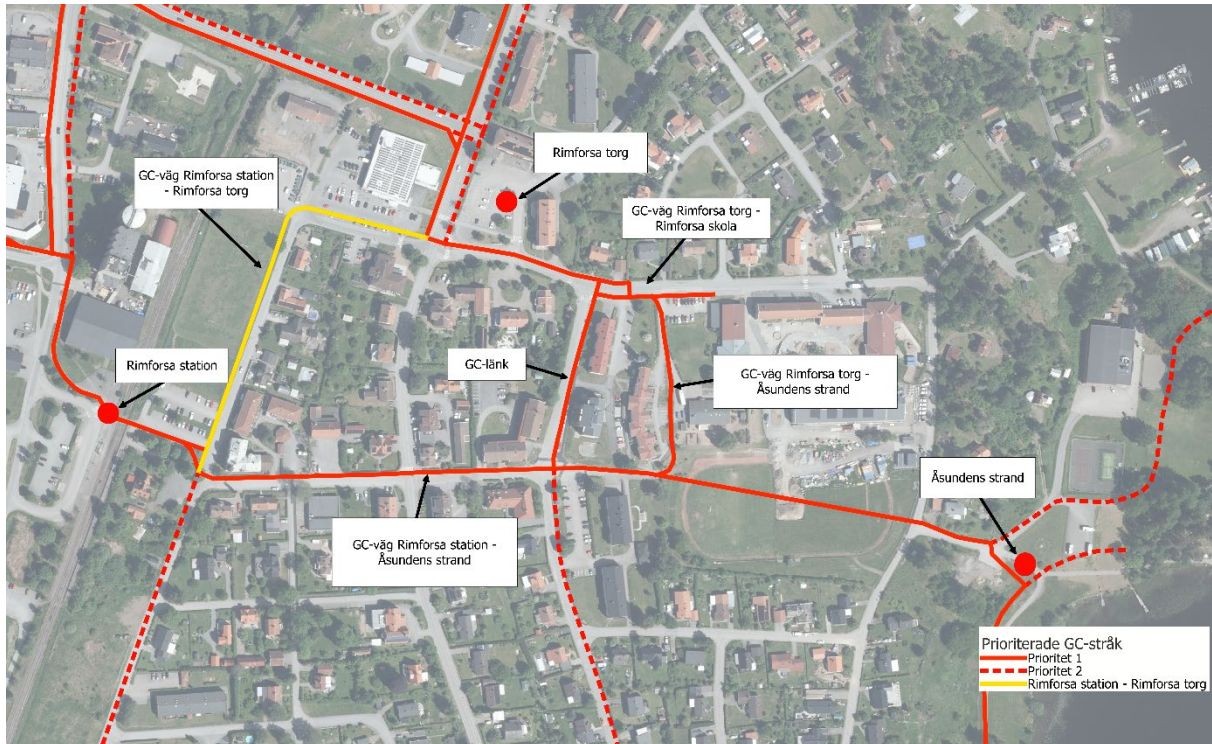 Rimforsa torg
GC-väg Rimforsa station
- Rimforsa torg
GC-väg Rimforsa torg -
Rimforsa skola
Rimforsa station
GC-länk
GC-väg Rimforsa torg -
Åsundens strand
Åsundens strand
GC-väg Rimforsa station -
Åsundens strand
Prioriterade GC-stråk
Prioritet 1
Prioritet 2
Rimforsa station - Rimforsa torg